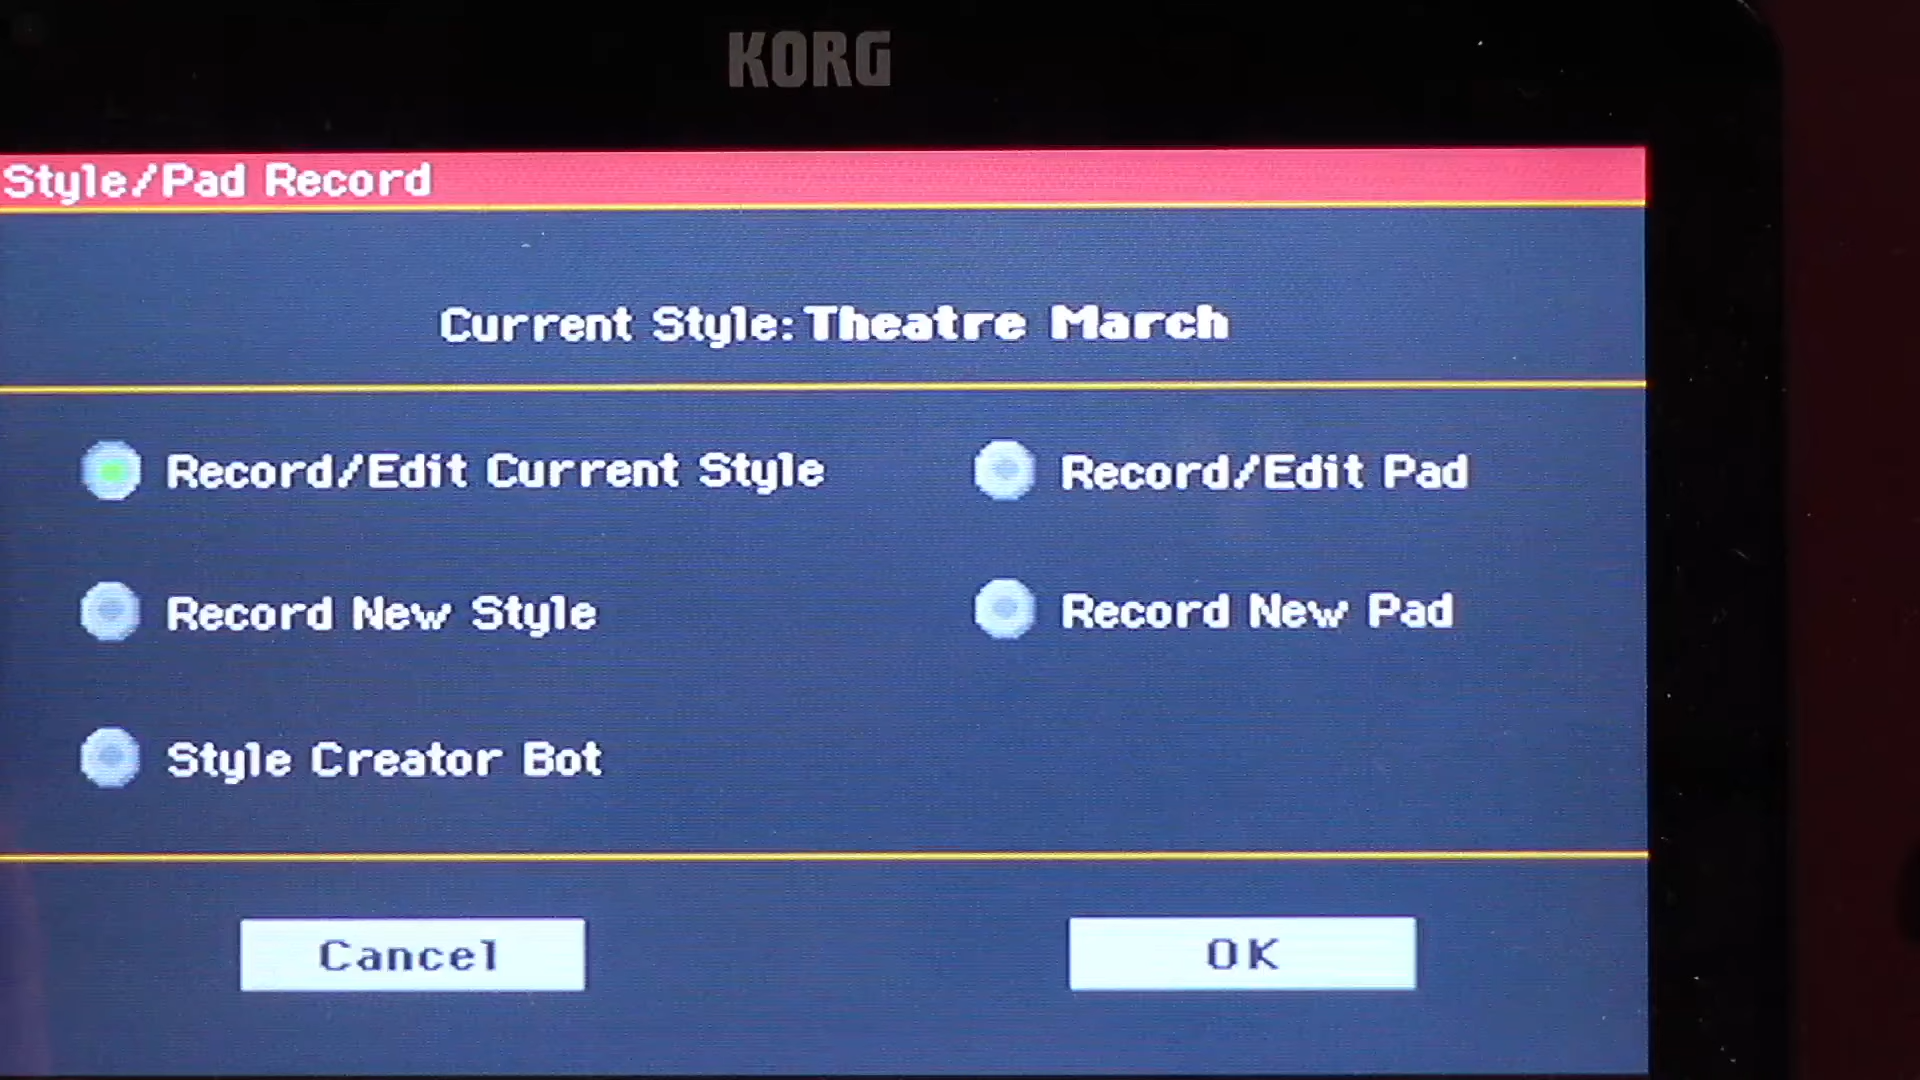 KORG
Style/Pad Record
Current Style: Theatre March
Record/Edit Current Style
Record/Edit Pad
Record New Style
Record New Pad
Style Creator Bot
Cancel
OK